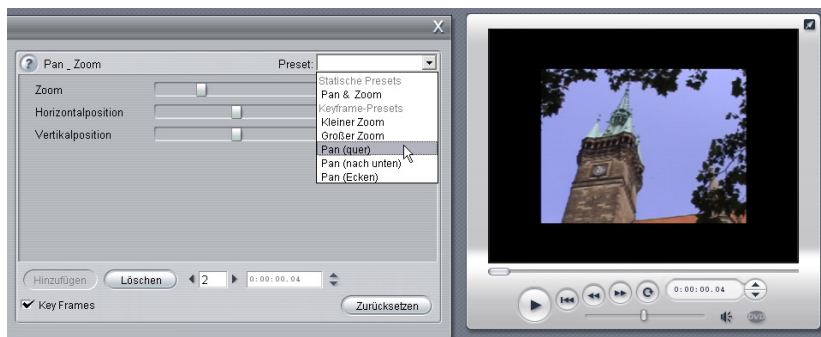 X
? Pan _ Zoom Preset:
Statische Presets
Pan & Zoom
Keyframe-Presets
Kleiner Zoom
Großer Zoom
Pan (quer)
Pan (nach unten)
Pan (Ecken)
Zoom
Horizontalposition
Vertikalposition
Hinzufügen Löschen 2 0:00:00.04
Key Frames Zurücksetzen
0:00:00.04
DVD